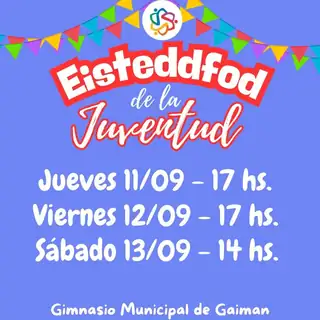 Eisteddfod
de la
Juventud
Jueves 11/09 - 17 hs.
Viernes 12/09 - 17 hs.
Sábado 13/09 - 14 hs.
Gimnasio Municipal de Gaiman